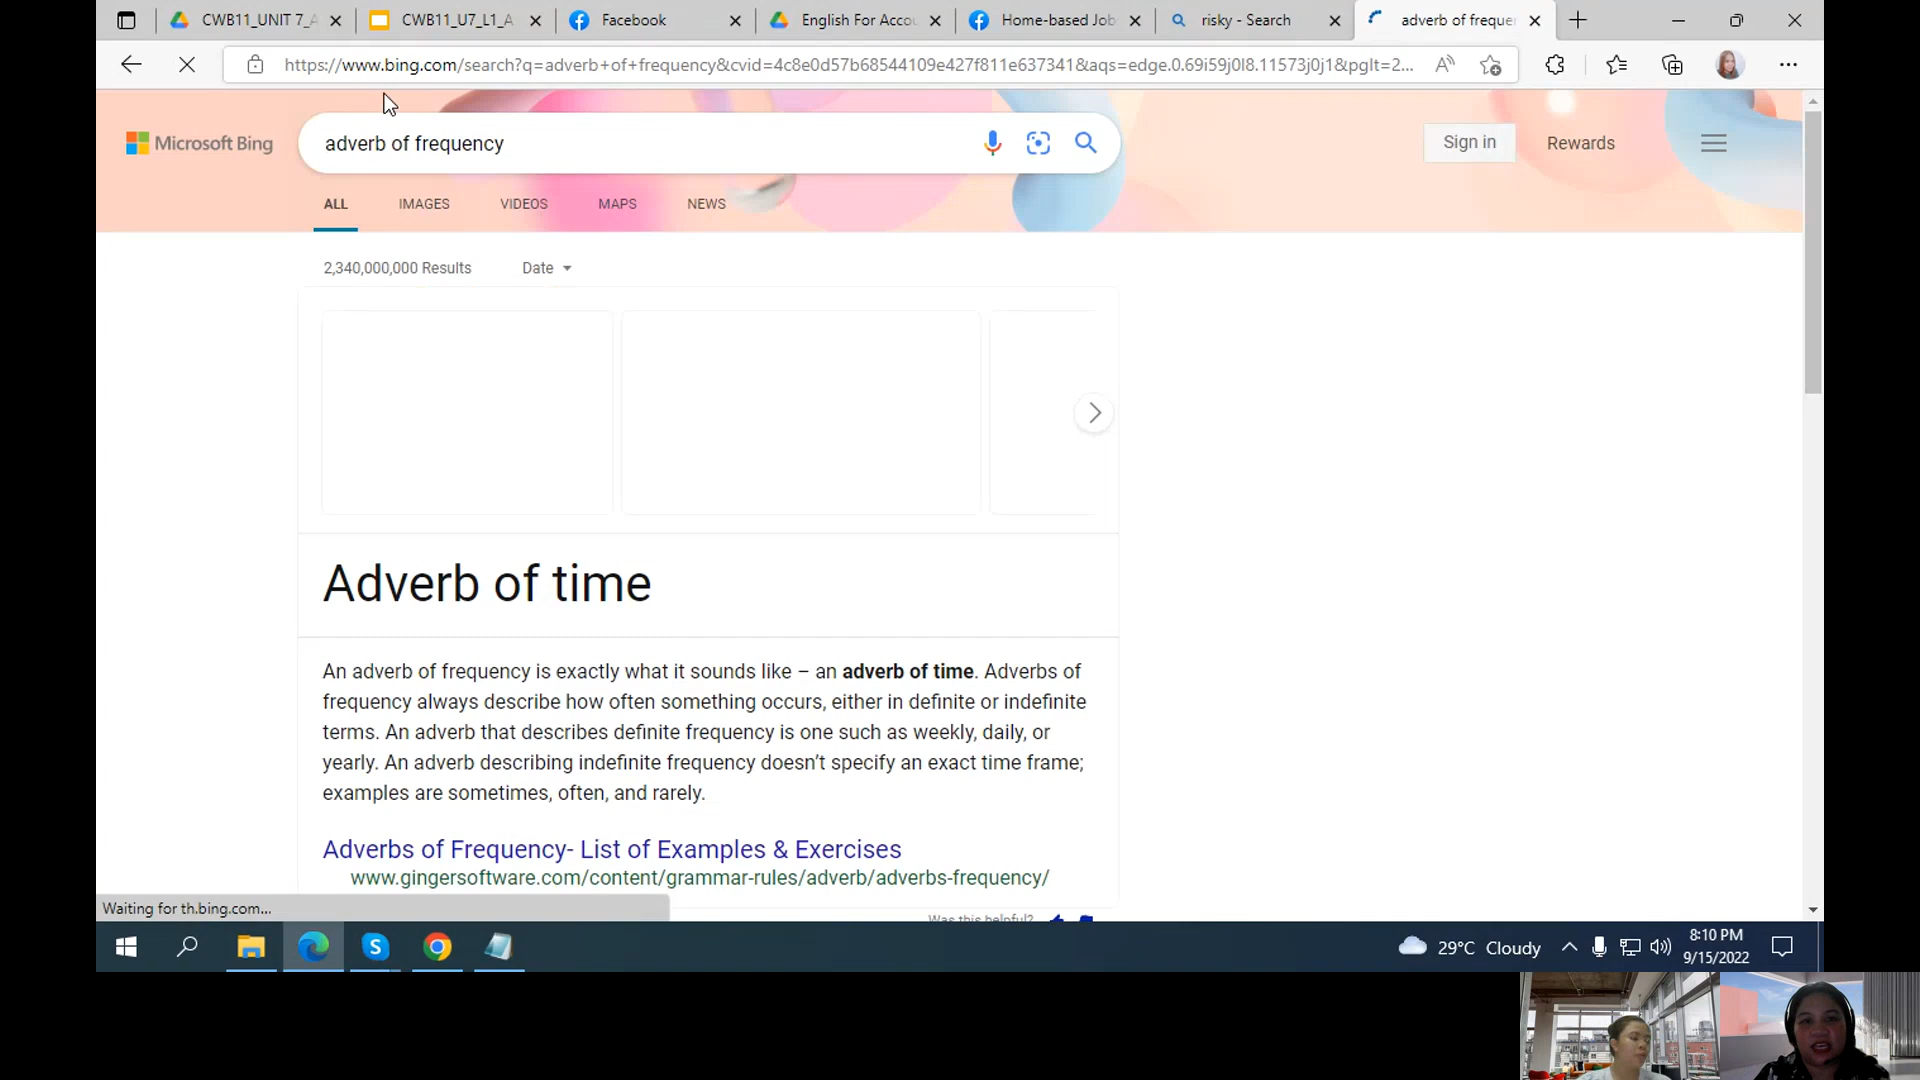 CWB11_UNIT 7_A
CWB11_U7_L1_A
Facebook
English For Accou
Home-based Job
risky - Search
adverb of freque
https://www.bing.com/search?q=adverb+of+frequency&cvid=4c8e0d57b68544109e427f811e637341&aqs=edge.0.69i59j0l8.11573j0j1&pglt=2...
Microsoft Bing
adverb of frequency
Sign in
Rewards
ALL
IMAGES
VIDEOS
MAPS
NEWS
2,340,000,000 Results
Date
Adverb of time
An adverb of frequency is exactly what it sounds like – an adverb of time. Adverbs of
frequency always describe how often something occurs, either in definite or indefinite
terms. An adverb that describes definite frequency is one such as weekly, daily, or
yearly. An adverb describing indefinite frequency doesn't specify an exact time frame;
examples are sometimes, often, and rarely.
Adverbs of Frequency- List of Examples & Exercises
www.gingersoftware.com/content/grammar-rules/adverb/adverbs-frequency/
Was this helpful?
Waiting for th.bing.com...
29°C Cloudy
8:10 PM
9/15/2022